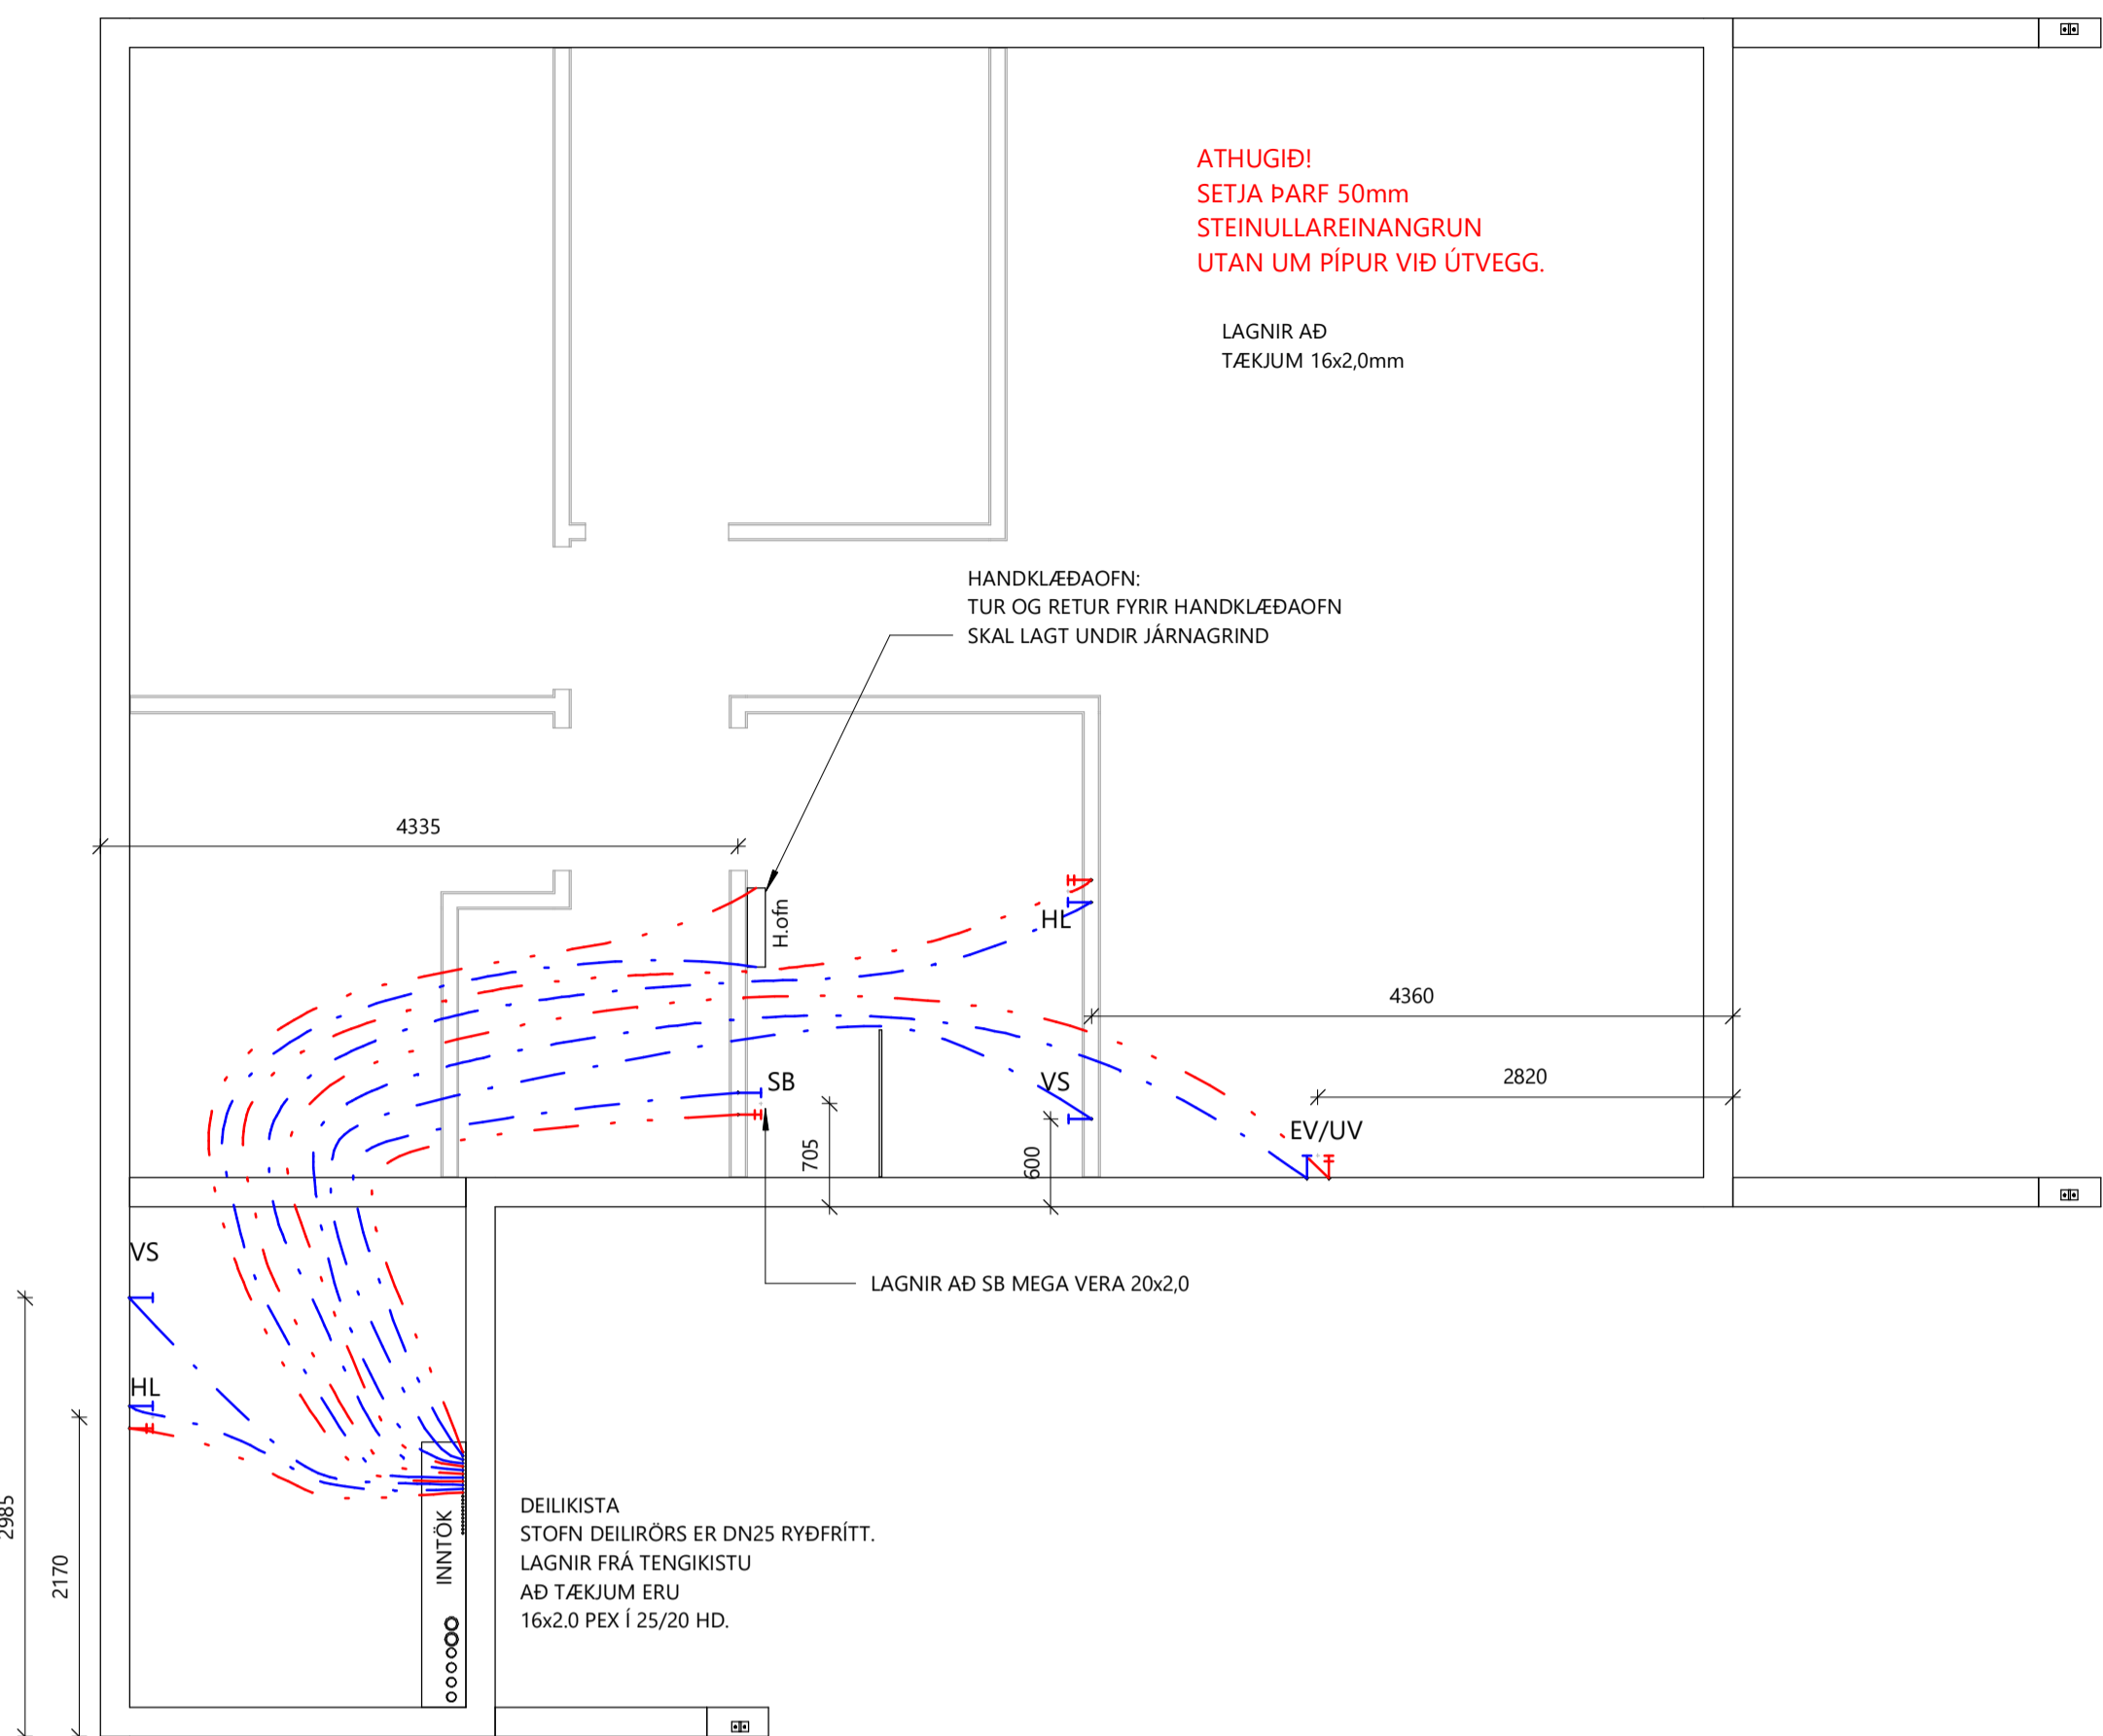 ATHUGIÐ!
SETJA ÞARF 50mm
STEINULLAREINANGRUN
UTAN UM PÍPUR VIÐ ÚTVEGG.
LAGNIR AÐ
TÆKJUM 16x2,0mm
HANDKLÆÐAOFN:
TUR OG RETUR FYRIR HANDKLÆÐAOFN
SKAL LAGT UNDIR JÁRNAGRIND
4335
H.ofn
HL
4360
SB
VS
2820
705
600
EV/UV
VS
LAGNIR AÐ SB MEGA VERA 20x2,0
HL
2985
2170
INNTÖK
DEILIKISTA
STOFN DEILIRÖRS ER DN25 RYÐFRÍTT.
LAGNIR FRÁ TENGIKISTU
AÐ TÆKJUM ERU
16x2.0 PEX Í 25/20 HD.